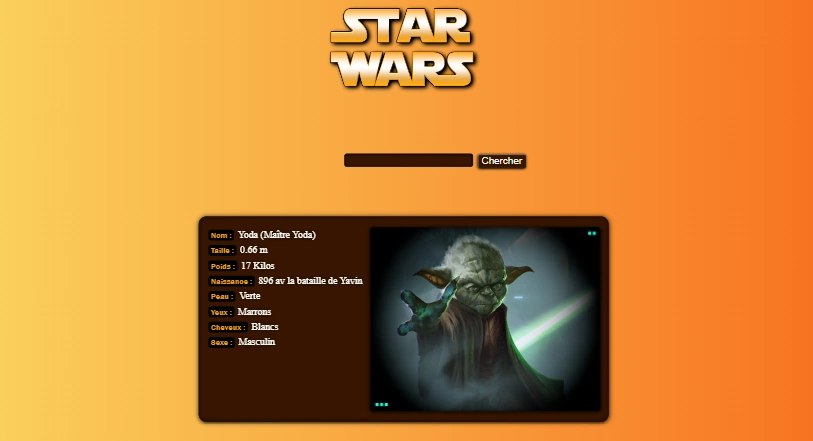 STAR
WARS
Chercher
Nom : Yoda (Maître Yoda)
Taille : 0.66 m
Poids : 17 Kilos
Naissance : 896 av la bataille de Yavin
Peau : Verte
Yeux : Marrons
Cheveux : Blancs
Sexe : Masculin